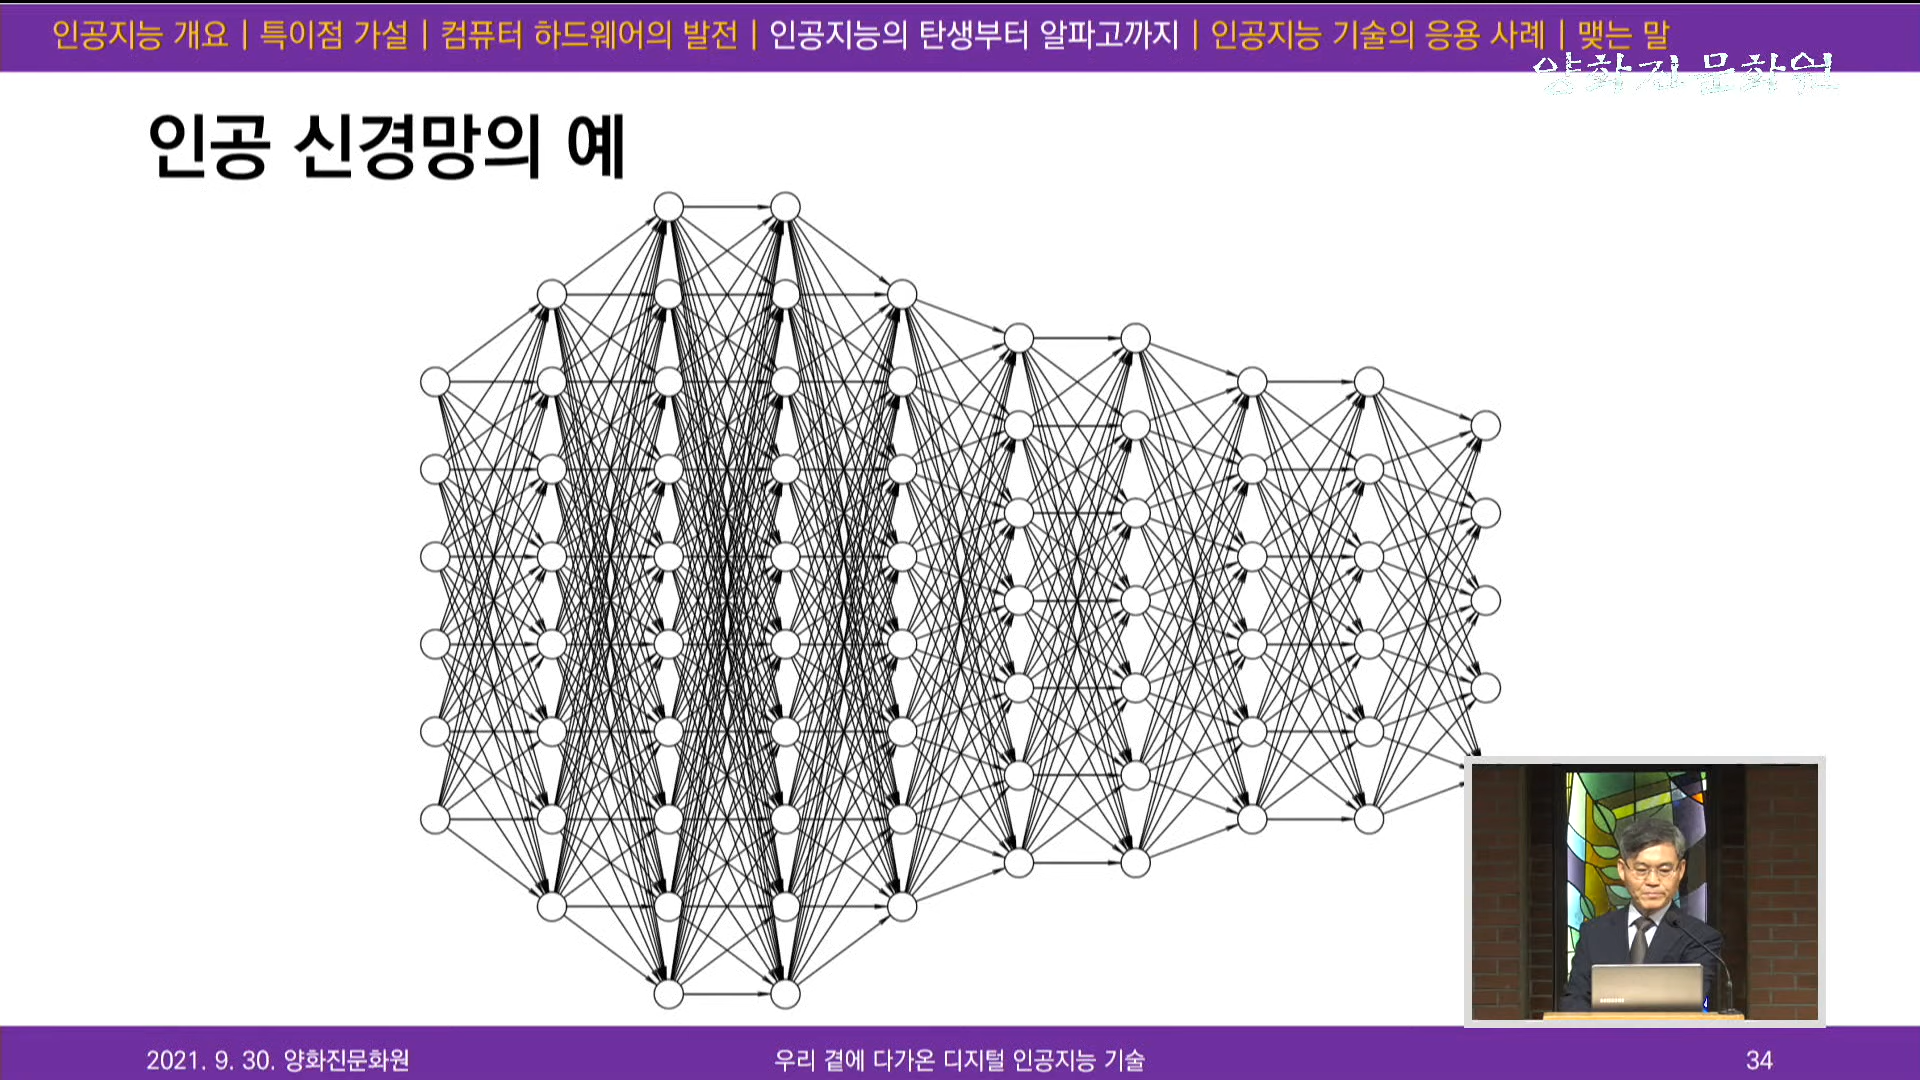 인공지능 개요 | 특이점 가설 | 컴퓨터 하드웨어의 발전 | 인공지능의 탄생부터 알파고까지 | 인공지능 기술의 응용 사례 | 맺는 말
양화진문화원
인공 신경망의 예
SAMSUNG
2021. 9. 30. 양화진문화원
우리 곁에 다가온 디지털 인공지능 기술
34